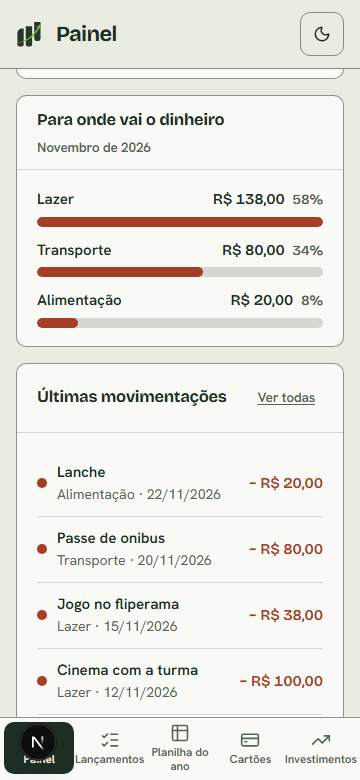 Painel
Para onde vai o dinheiro
Novembro de 2026
Lazer R$ 138,00 58%
Transporte R$ 80,00 34%
Alimentação R$ 20,00 8%
Últimas movimentações Ver todas
Lanche
Alimentação · 22/11/2026
− R$ 20,00
Passe de onibus
Transporte · 20/11/2026
− R$ 80,00
Jogo no fliperama
Lazer · 15/11/2026
− R$ 38,00
Cinema com a turma
Lazer · 12/11/2026
− R$ 100,00
N
Painel
Lançamentos
Planilha do
ano
Cartões
Investimentos